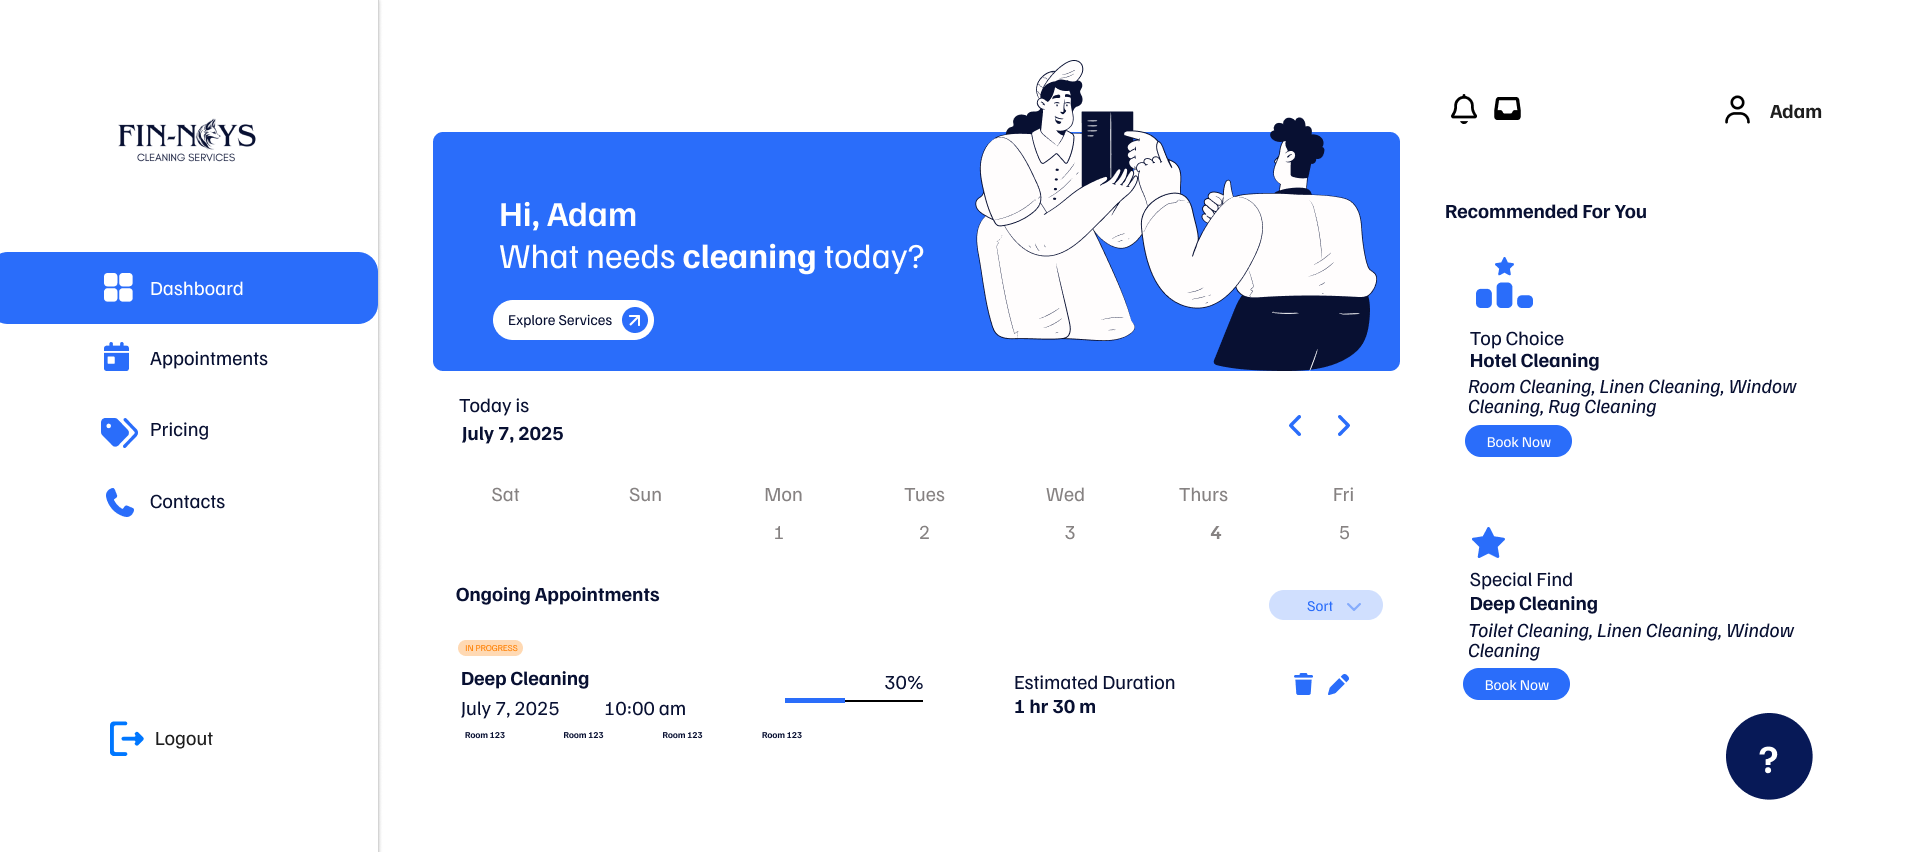 FIN-NOYS
CLEANING SERVICES
Dashboard
Appointments
Pricing
Contacts
Logout
Hi, Adam
What needs cleaning today?
Explore Services
Today is
July 7, 2025
Sat Sun Mon Tues Wed Thurs Fri
1 2 3 4 5
Ongoing Appointments
Sort
IN PROGRESS
Deep Cleaning
July 7, 2025 10:00 am
Room 123 Room 123 Room 123 Room 123
30%
Estimated Duration
1 hr 30 m
Adam
Recommended For You
Top Choice
Hotel Cleaning
Room Cleaning, Linen Cleaning, Window
Cleaning, Rug Cleaning
Book Now
Special Find
Deep Cleaning
Toilet Cleaning, Linen Cleaning, Window
Cleaning
Book Now
?